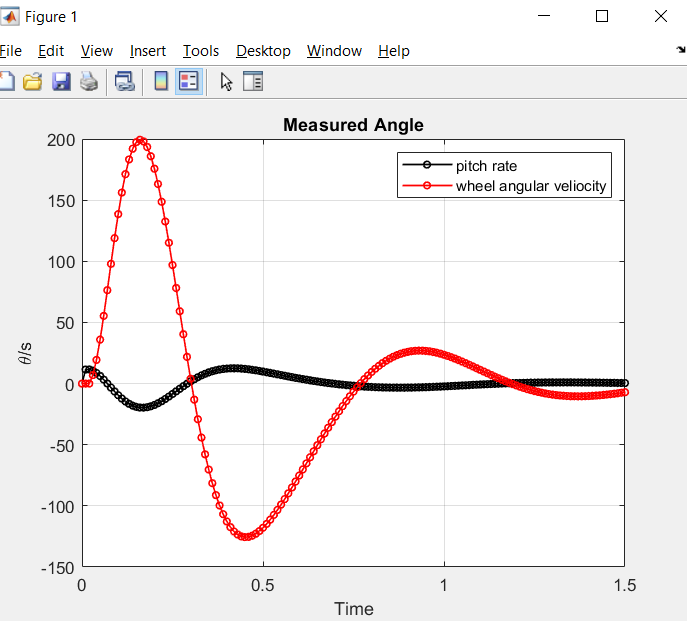 Figure 1
File Edit View Insert Tools Desktop Window Help
Measured Angle
200
150
100
50
0
-50
-100
-150
θ/s
pitch rate
wheel angular veliocity
0 0.5 1 1.5
Time